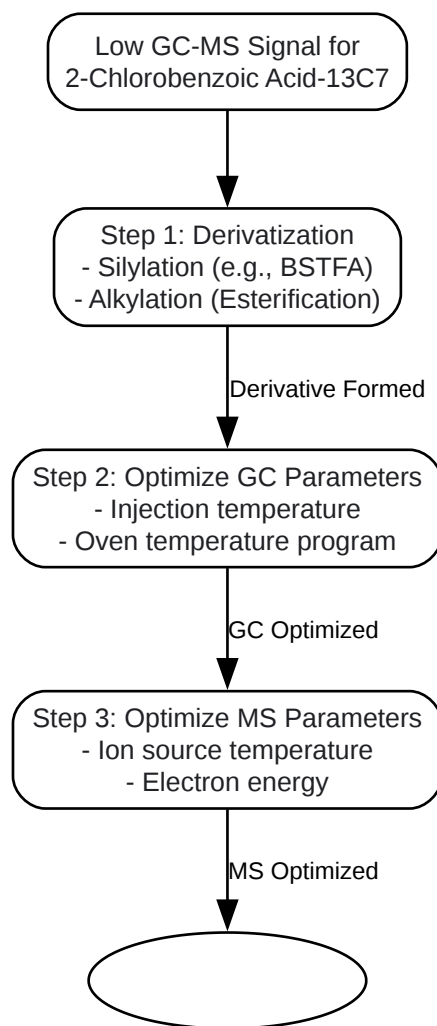 Low GC-MS Signal for
2-Chlorobenzoic Acid-13C7
Step 1: Derivatization
- Silylation (e.g., BSTFA)
- Alkylation (Esterification)
Derivative Formed
Step 2: Optimize GC Parameters
- Injection temperature
- Oven temperature program
GC Optimized
Step 3: Optimize MS Parameters
- Ion source temperature
- Electron energy
MS Optimized